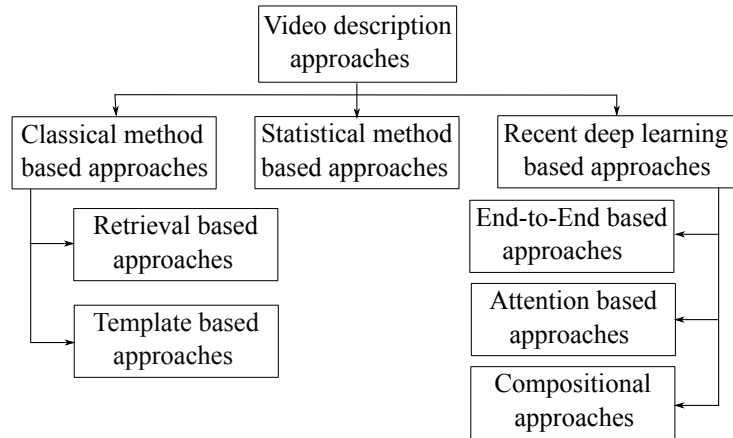 Video description
approaches
Classical method
based approaches
Statistical method
based approaches
Recent deep learning
based approaches
Retrieval based
approaches
Template based
approaches
End-to-End based
approaches
Attention based
approaches
Compositional
approaches